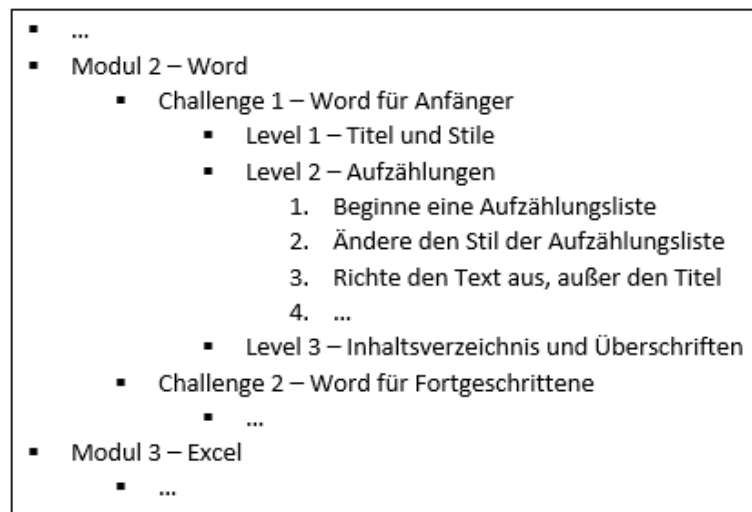 ▪ ...
▪ Modul 2 – Word
▪ Challenge 1 – Word für Anfänger
▪ Level 1 – Titel und Stile
▪ Level 2 – Aufzählungen
1. Beginne eine Aufzählungsliste
2. Ändere den Stil der Aufzählungsliste
3. Richte den Text aus, außer den Titel
4. ...
▪ Level 3 – Inhaltsverzeichnis und Überschriften
▪ Challenge 2 – Word für Fortgeschrittene
▪ ...
▪ Modul 3 – Excel
▪ ...